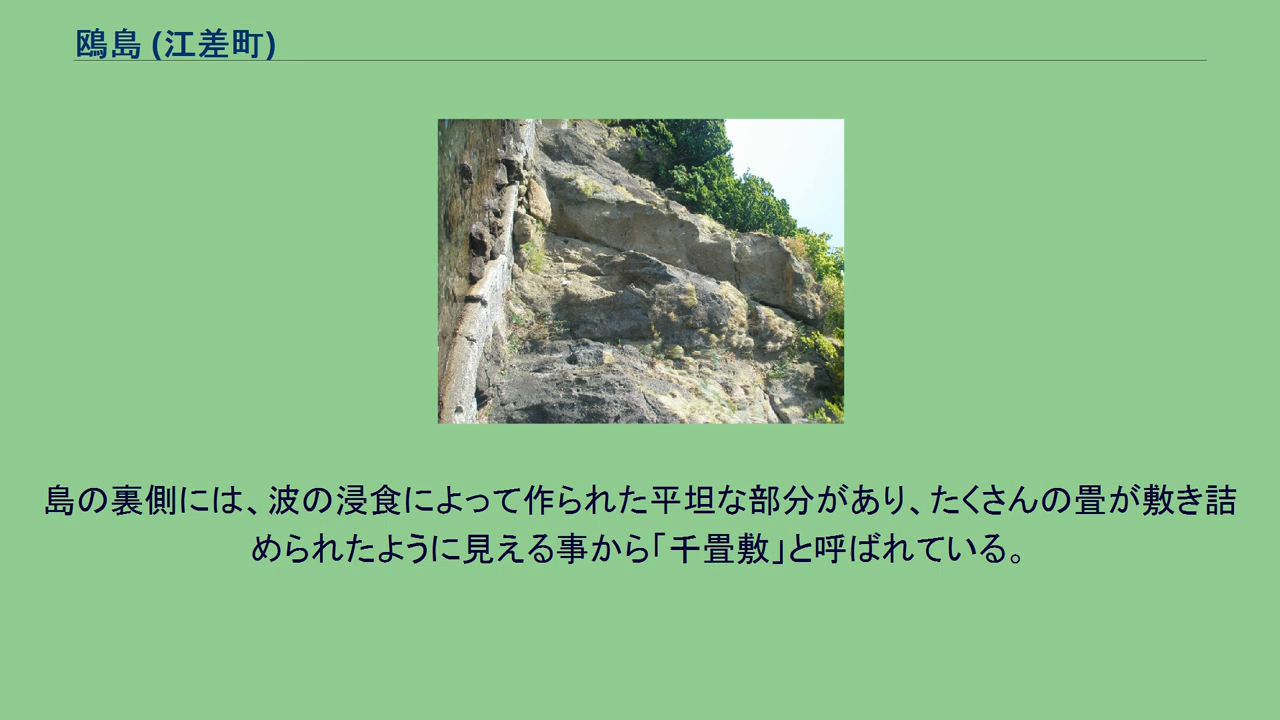 鴎島 (江差町)
島の裏側には、波の浸食によって作られた平坦な部分があり、たくさんの畳が敷き詰
められたように見える事から「千畳敷」と呼ばれている。